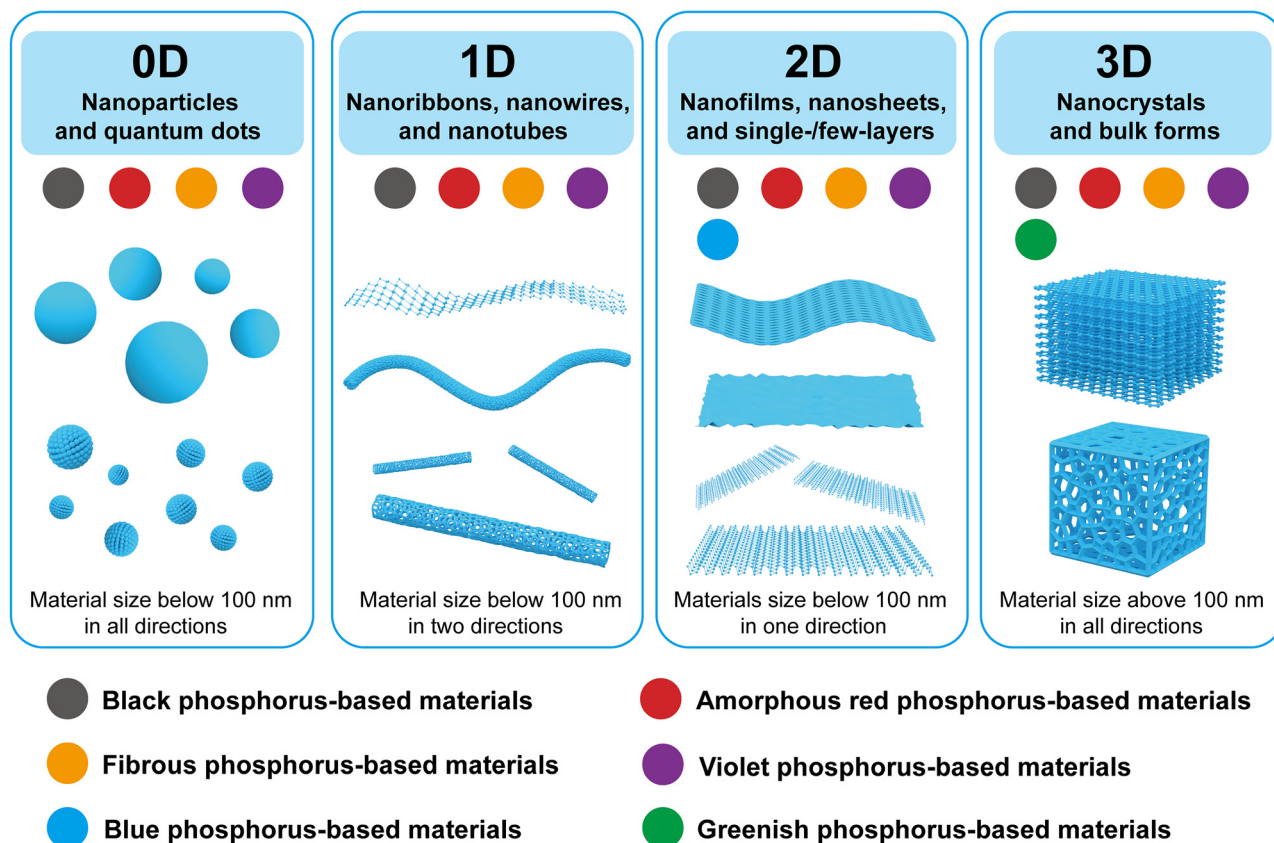 0D
Nanoparticles
and quantum dots
Material size below 100 nm
in all directions
1D
Nanoribbons, nanowires,
and nanotubes
Material size below 100 nm
in two directions
2D
Nanofilms, nanosheets,
and single-/few-layers
Materials size below 100 nm
in one direction
3D
Nanocrystals
and bulk forms
Material size above 100 nm
in all directions
Black phosphorus-based materials
Amorphous red phosphorus-based materials
Fibrous phosphorus-based materials
Violet phosphorus-based materials
Blue phosphorus-based materials
Greenish phosphorus-based materials